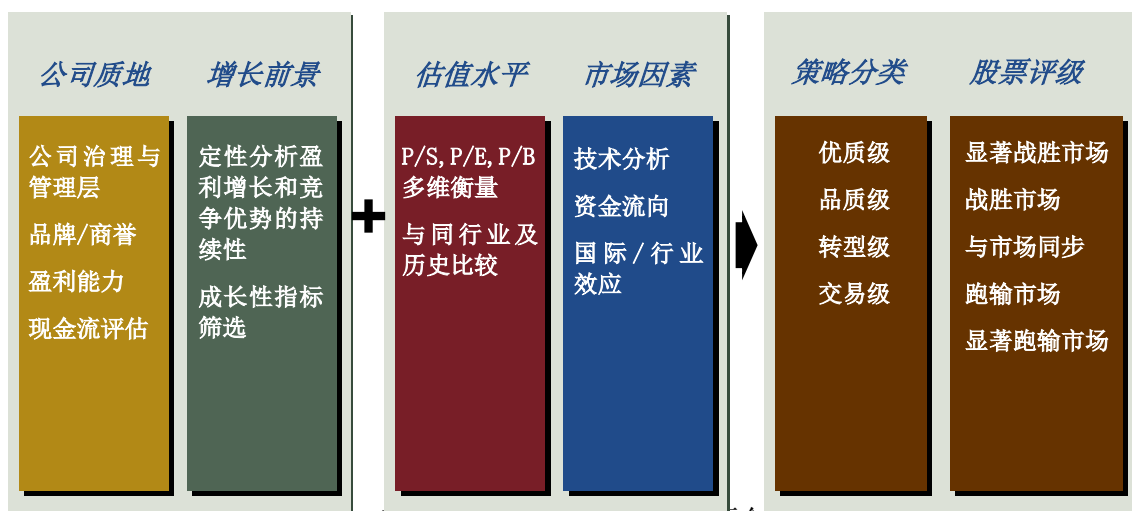 公司质地
公司治理与
管理层
品牌/商誉
盈利能力
现金流评估
增长前景
定性分析盈
利增长和竞
争优势的持
续性
成长性指标
筛选
估值水平
P/S,P/E,P/B
多维衡量
与同行业及
历史比较
市场因素
技术分析
资金流向
国际/行业
效应
策略分类
优质级
品质级
转型级
交易级
股票评级
显著战胜市场
战胜市场
与市场同步
跑输市场
显著跑输市场